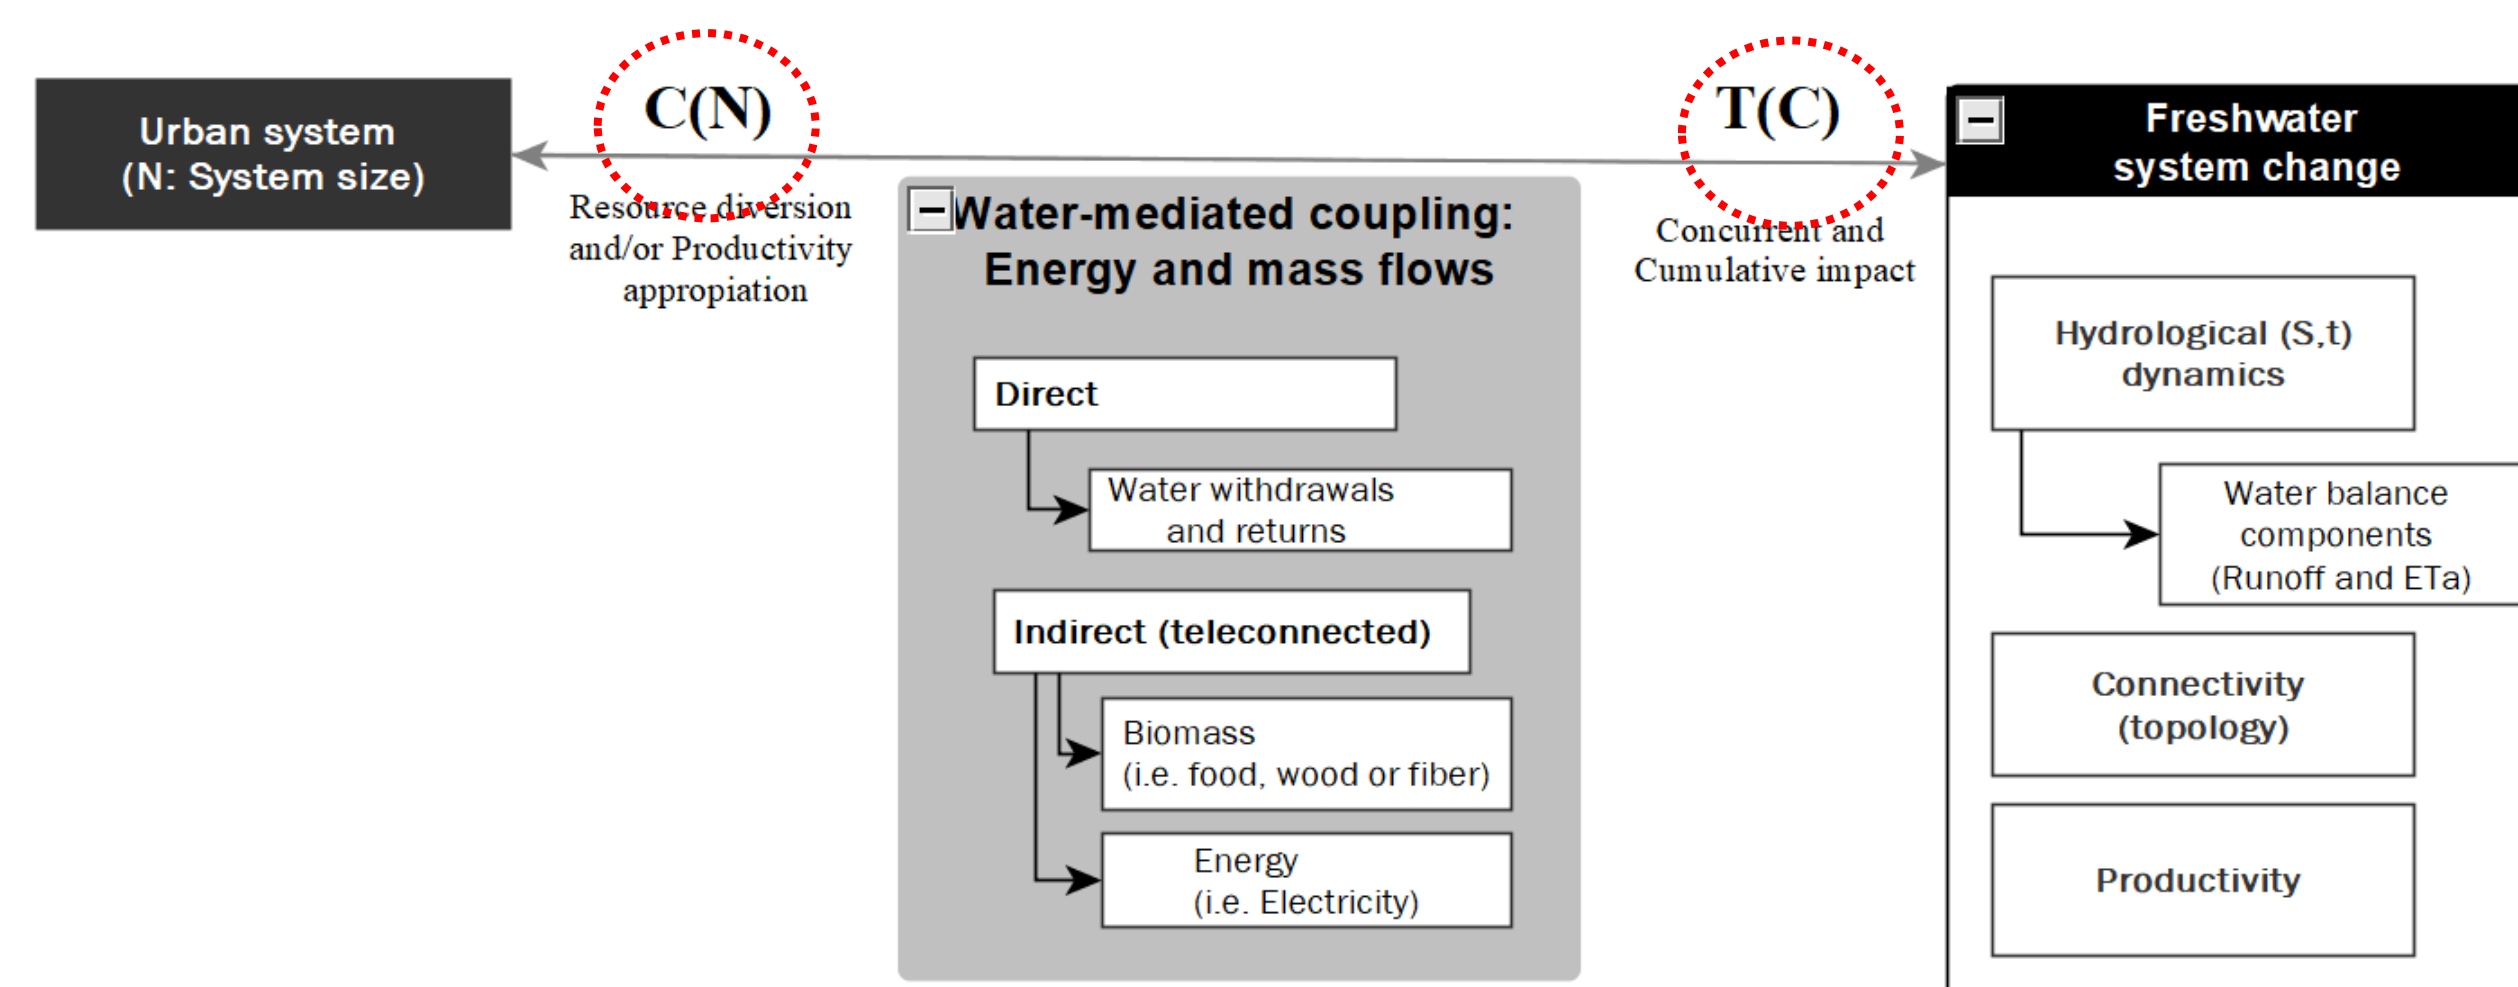 Urban system
(N: System size)
C(N)
Resource diversion
and/or Productivity
appropiation
Water-mediated coupling:
Energy and mass flows
Direct
Water withdrawals
and returns
Indirect (teleconnected)
Biomass
(i.e. food, wood or fiber)
Energy
(i.e. Electricity)
T(C)
Concurrent and
Cumulative impact
Freshwater
system change
Hydrological (S,t)
dynamics
Water balance
components
(Runoff and ETa)
Connectivity
(topology)
Productivity